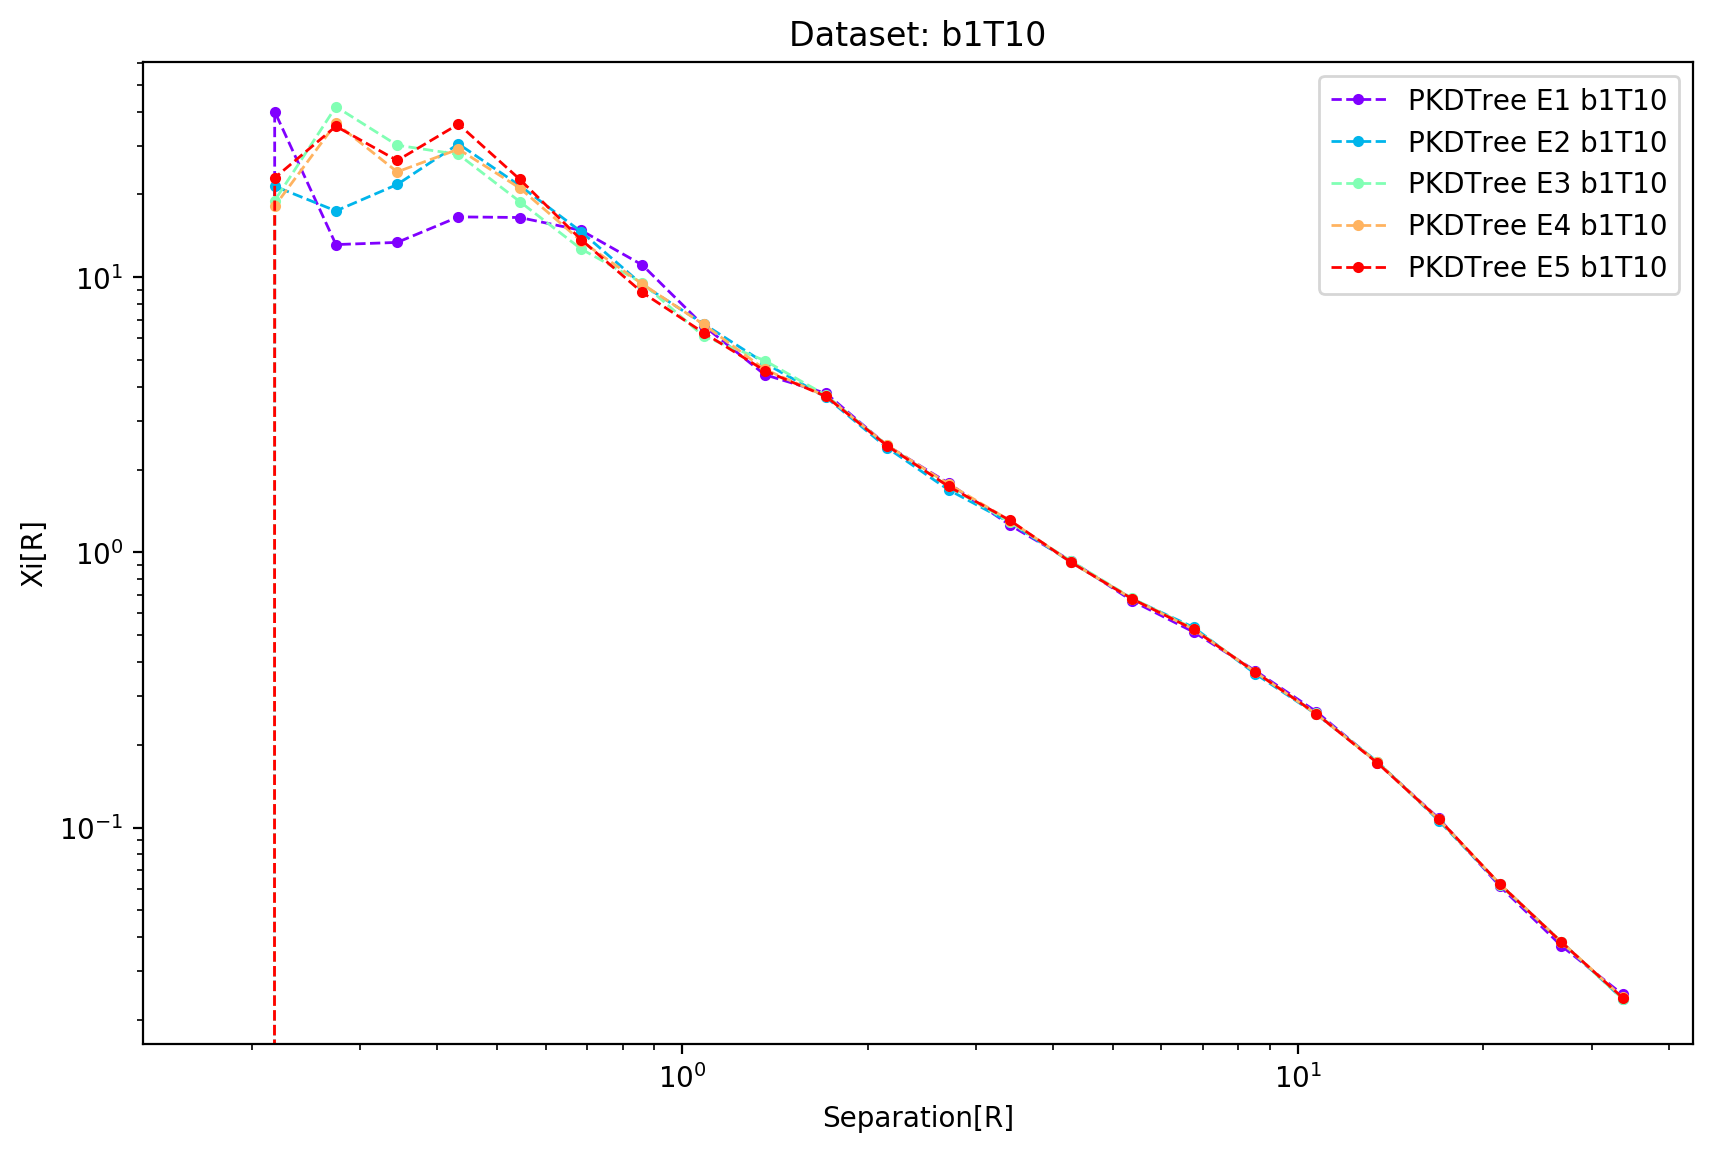 Dataset: b1T10
PKDTree E1 b1T10
PKDTree E2 b1T10
PKDTree E3 b1T10
PKDTree E4 b1T10
PKDTree E5 b1T10
10¹
10⁰
10⁻¹
Xi[R]
10⁰ 10¹
Separation[R]